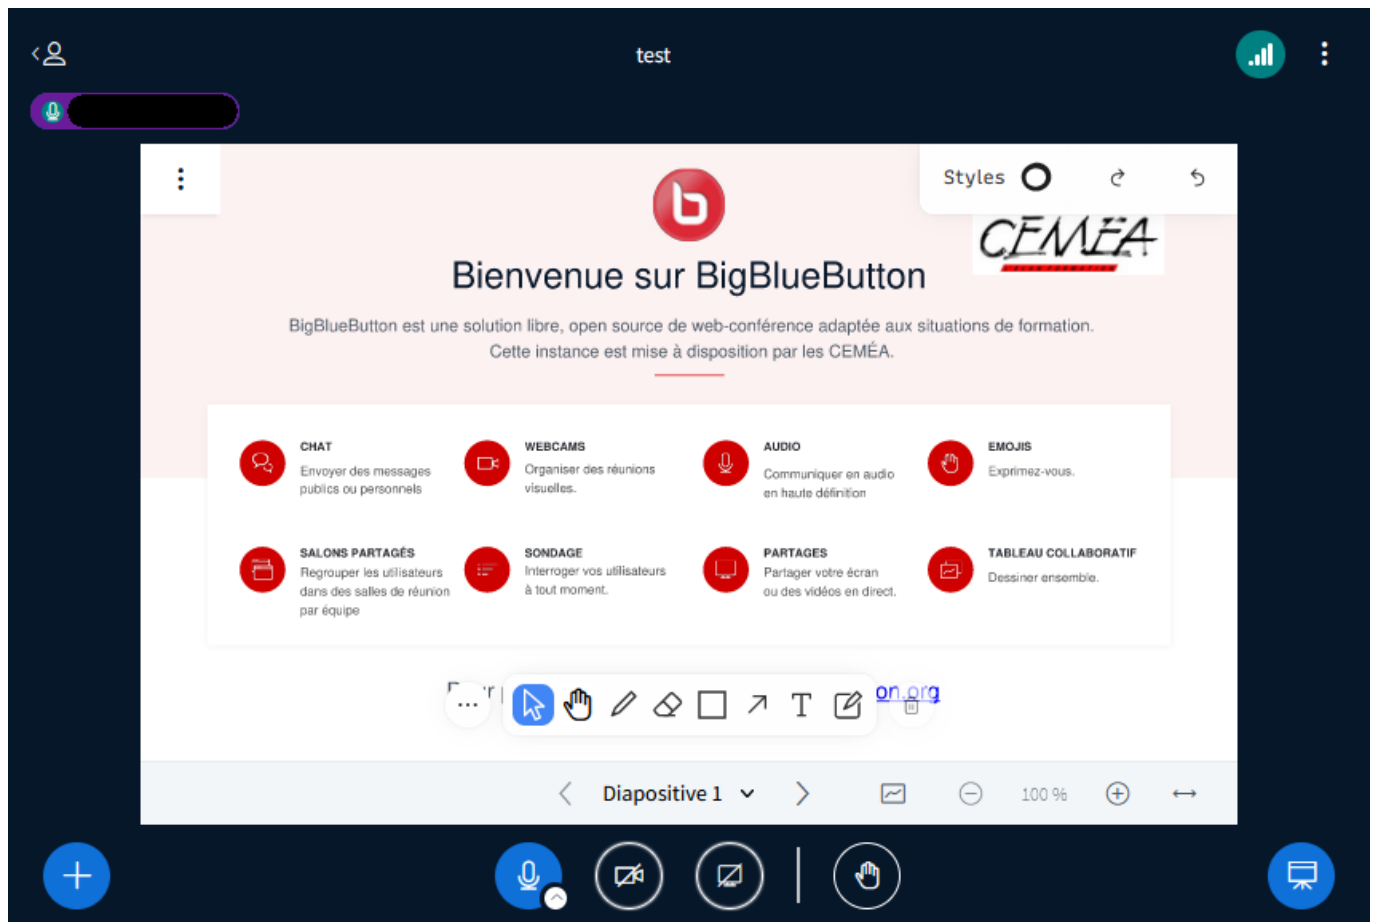 test
Styles
CEMÉA
Bienvenue sur BigBlueButton
BigBlueButton est une solution libre, open source de web-conférence adaptée aux situations de formation.
Cette instance est mise à disposition par les CEMÉA.
CHAT
Envoyer des messages
publics ou personnels
WEBCAMS
Organiser des réunions
visuelles.
AUDIO
Communiquer en audio
en haute définition
EMOJIS
Exprimez-vous.
SALONS PARTAGÉS
Regrouper les utilisateurs
dans des salles de réunion
par équipe
SONDAGE
Interroger vos utilisateurs
à tout moment.
PARTAGES
Partager votre écran
ou des vidéos en direct.
TABLEAU COLLABORATIF
Dessiner ensemble.
on.org
T
Diapositive 1
100 %